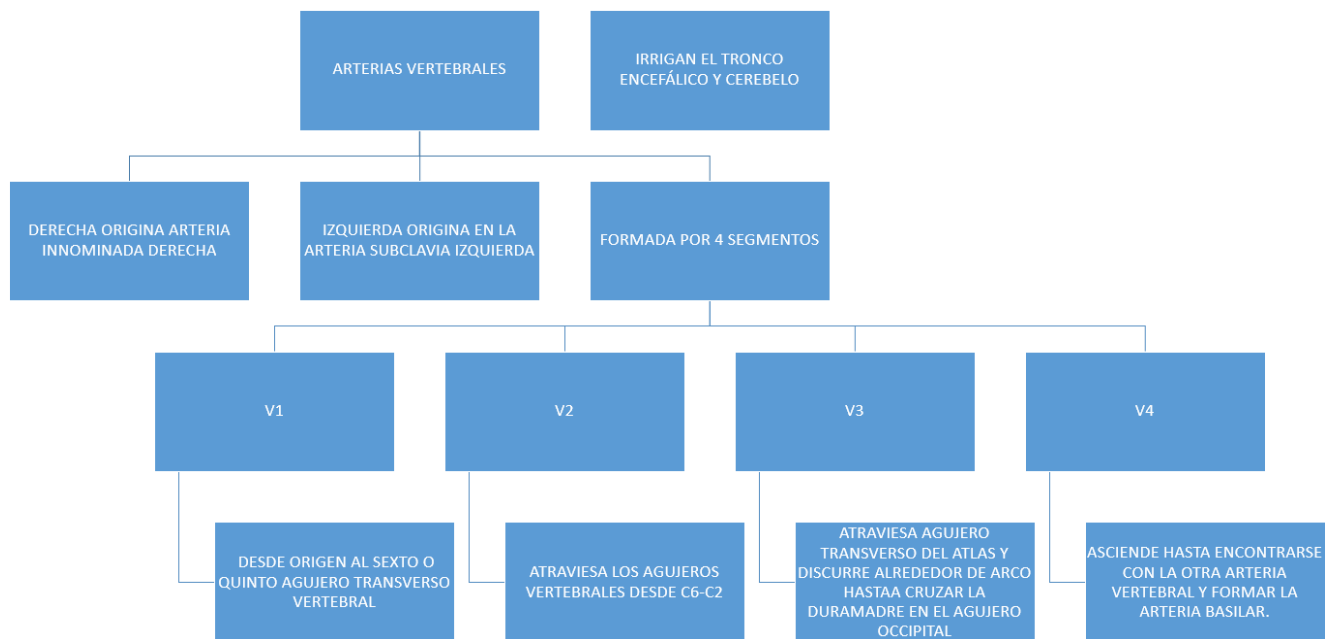 ARTERIAS VERTEBRALES
IRRIGAN EL TRONCO
ENCEFÁLICO Y CEREBELO
DERECHA ORIGINA ARTERIA
INNOMINADA DERECHA
IZQUIERDA ORIGINA EN LA
ARTERIA SUBCLAVIA IZQUIERDA
FORMADA POR 4 SEGMENTOS
V1
V2
V3
V4
DESDE ORIGEN AL SEXTO O
QUINTO AGUJERO TRANSVERSO
VERTEBRAL
ATRAVIESA LOS AGUJEROS
VERTEBRALES DESDE C6-C2
ATRAVIESA AGUJERO
TRANSVERSO DEL ATLAS Y
DISCURRE ALREDEDOR DE ARCO
HASTAA CRUZAR LA
DURAMADRE EN EL AGUJERO
OCCIPITAL
ASCIENDE HASTA ENCONTRARSE
CON LA OTRA ARTERIA
VERTEBRAL Y FORMAR LA
ARTERIA BASILAR.